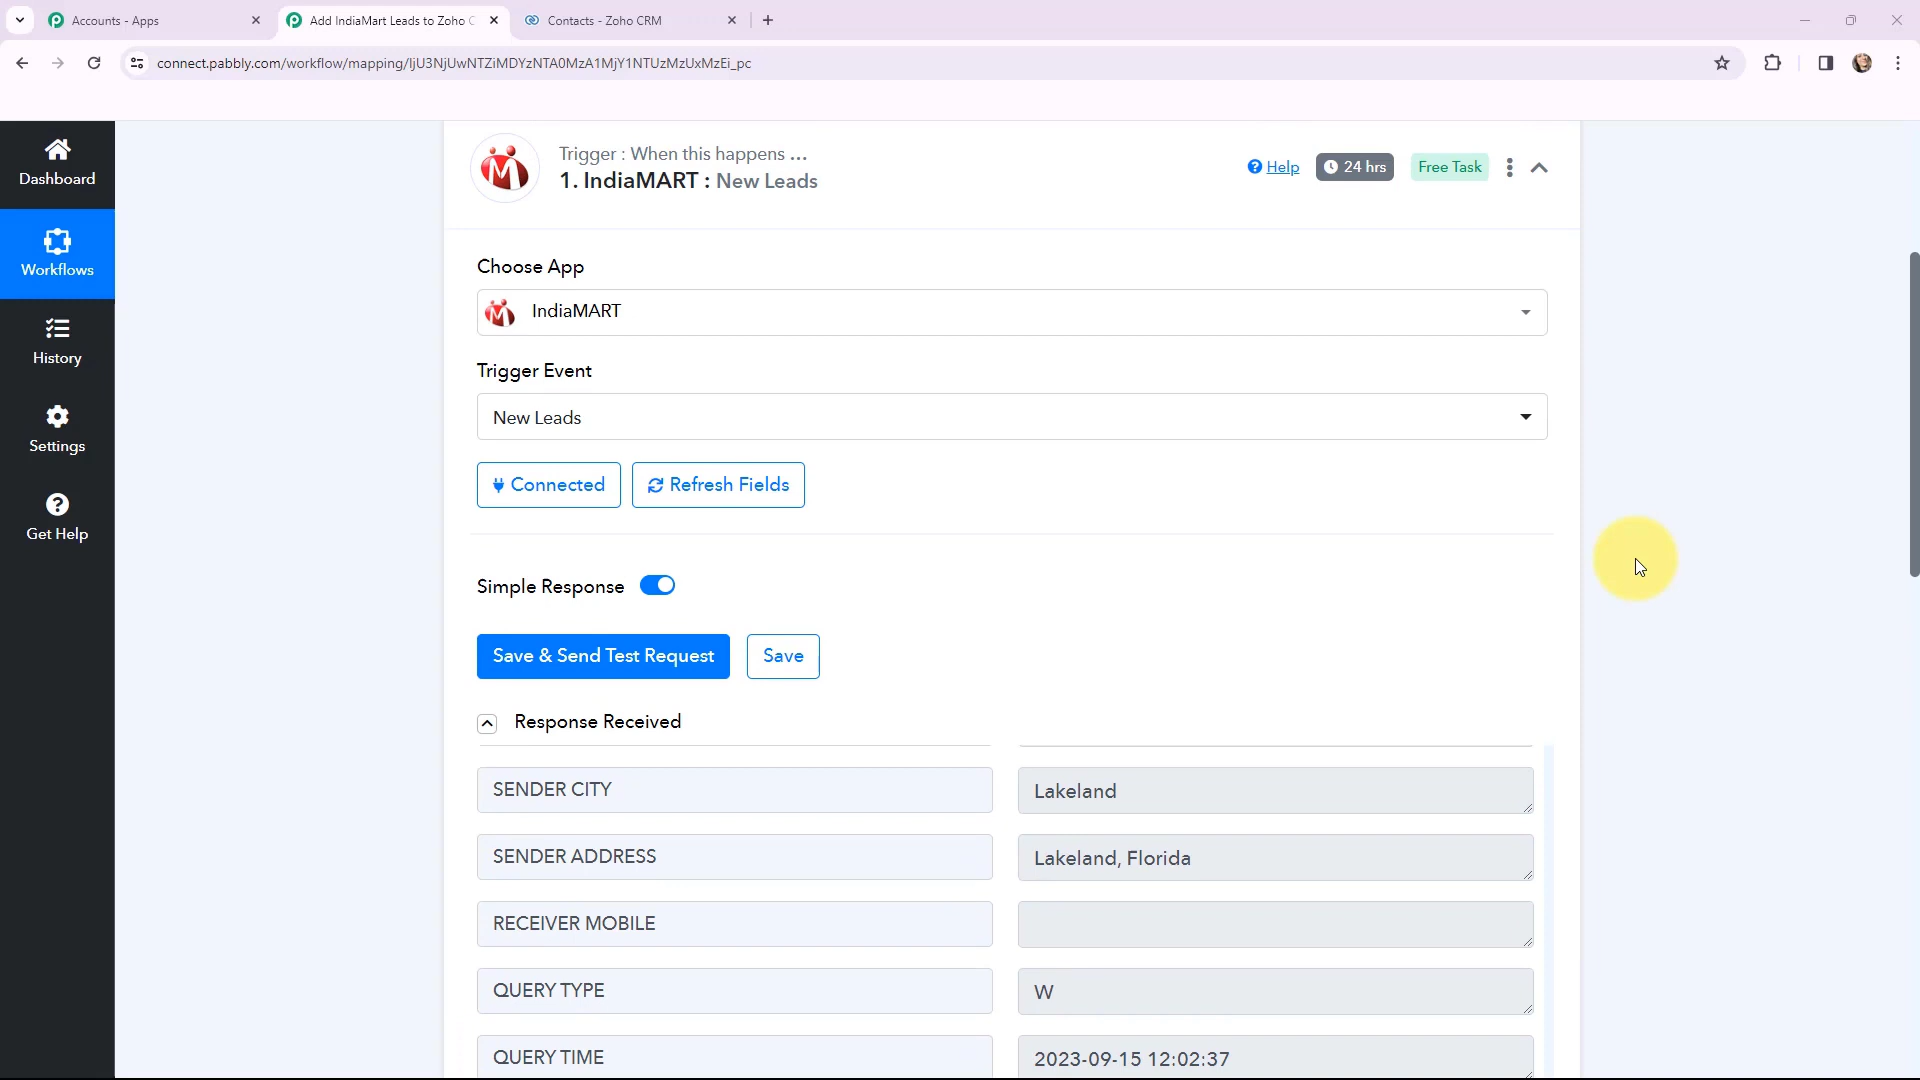 Accounts - Apps
Add IndiaMart Leads to Zoho C
Contacts - Zoho CRM
connect.pabbly.com/workflow/mapping/IjU3NjUwNTZiMDYzNTA0MzA1MjY1NTUzMzUxMzEi_pc
Dashboard
Workflows
History
Settings
Get Help
Trigger : When this happens ...
1. IndiaMART : New Leads
Help
24 hrs
Free Task
Choose App
IndiaMART
Trigger Event
New Leads
Connected
Refresh Fields
Simple Response
Save & Send Test Request
Save
Response Received
SENDER CITY
Lakeland
SENDER ADDRESS
Lakeland, Florida
RECEIVER MOBILE
QUERY TYPE
W
QUERY TIME
2023-09-15 12:02:37